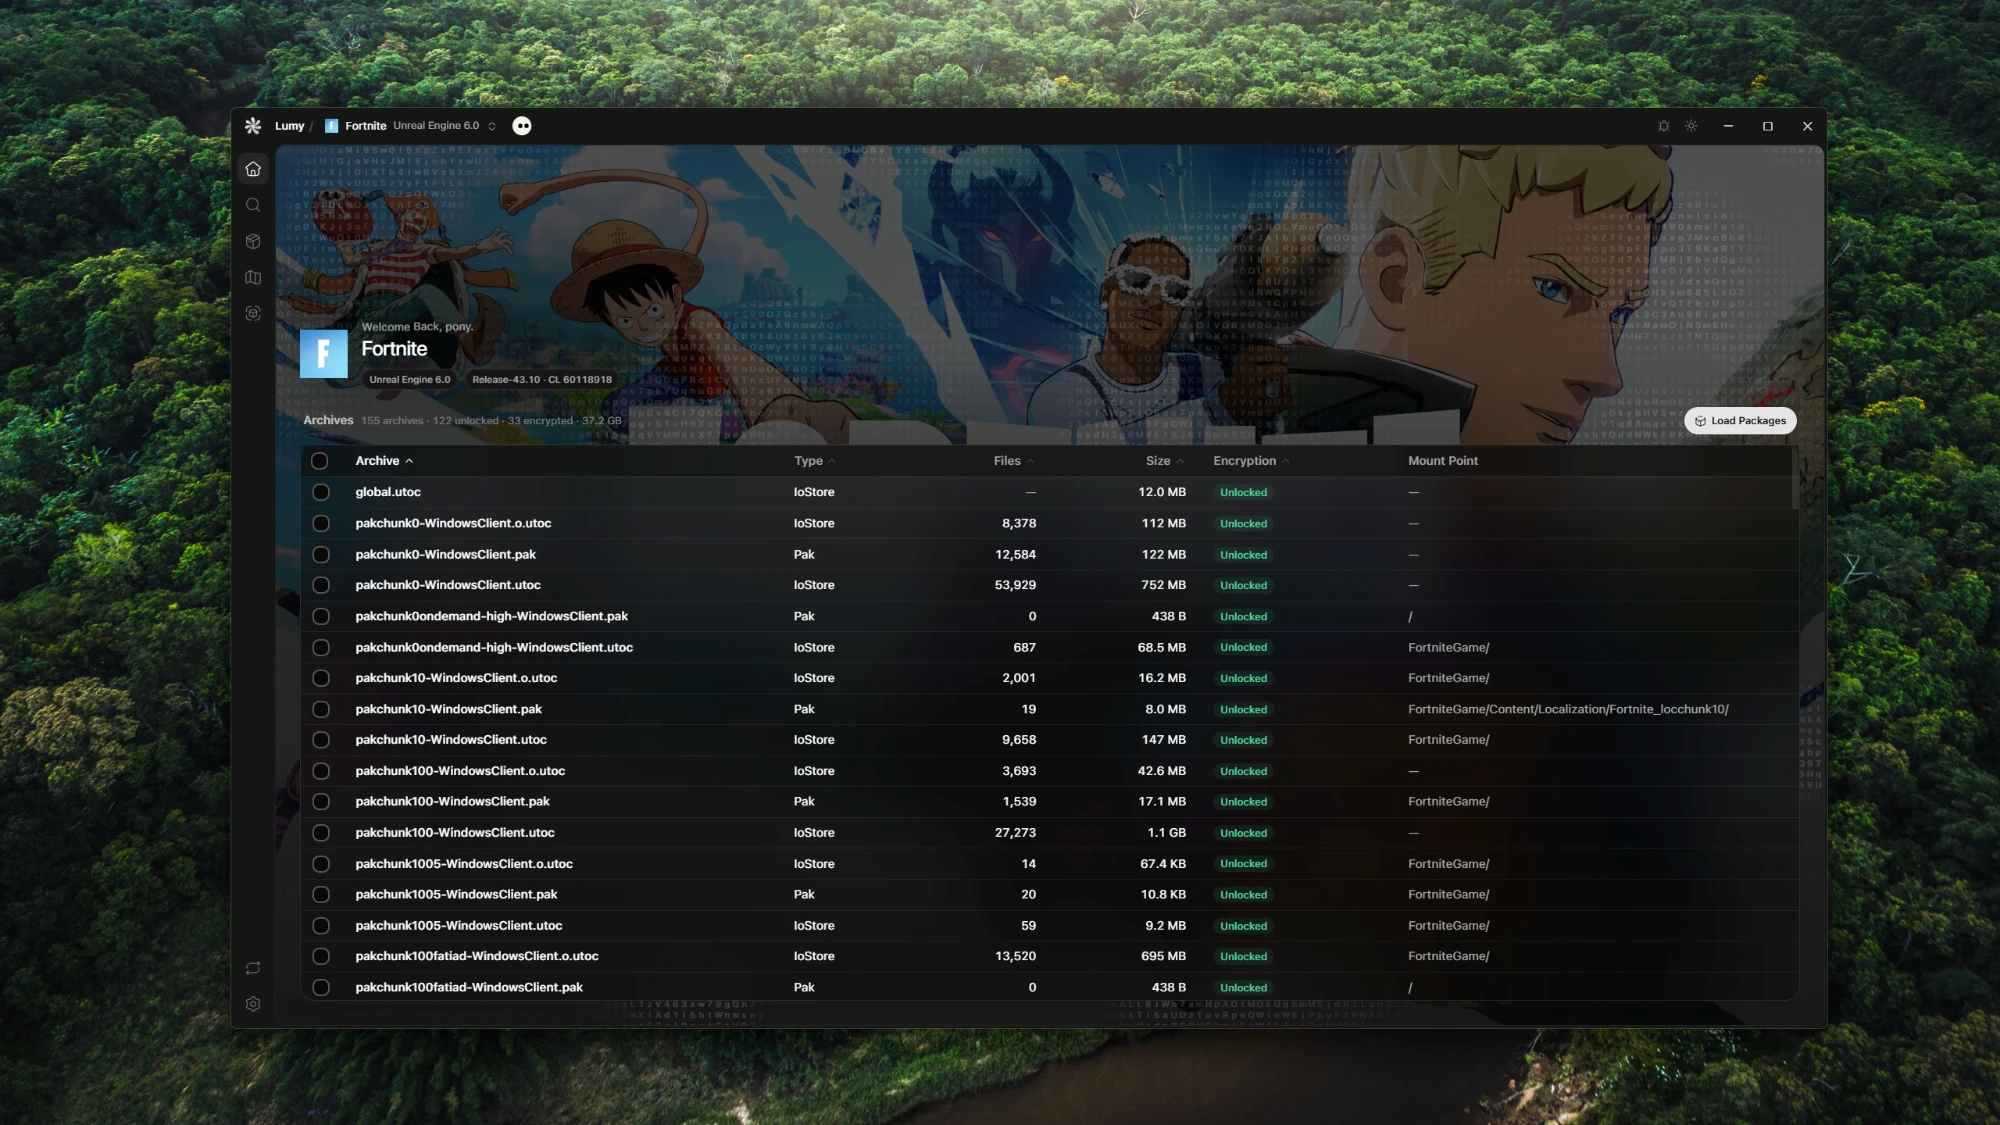 Lumy / Fortnite Unreal Engine 6.0
Welcome Back, pony.
Fortnite
Unreal Engine 6.0 Release-43.10 · CL 60118918
Archives 155 archives · 122 unlocked · 33 encrypted · 37.2 GB
Load Packages
Archive Type Files Size Encryption Mount Point
global.utoc IoStore — 12.0 MB Unlocked —
pakchunk0-WindowsClient.o.utoc IoStore 8,378 112 MB Unlocked —
pakchunk0-WindowsClient.pak Pak 12,584 122 MB Unlocked —
pakchunk0-WindowsClient.utoc IoStore 53,929 752 MB Unlocked —
pakchunk0ondemand-high-WindowsClient.pak Pak 0 438 B Unlocked /
pakchunk0ondemand-high-WindowsClient.utoc IoStore 687 68.5 MB Unlocked FortniteGame/
pakchunk10-WindowsClient.o.utoc IoStore 2,001 16.2 MB Unlocked FortniteGame/
pakchunk10-WindowsClient.pak Pak 19 8.0 MB Unlocked FortniteGame/Content/Localization/Fortnite_locchunk10/
pakchunk10-WindowsClient.utoc IoStore 9,658 147 MB Unlocked FortniteGame/
pakchunk100-WindowsClient.o.utoc IoStore 3,693 42.6 MB Unlocked —
pakchunk100-WindowsClient.pak Pak 1,539 17.1 MB Unlocked FortniteGame/
pakchunk100-WindowsClient.utoc IoStore 27,273 1.1 GB Unlocked —
pakchunk1005-WindowsClient.o.utoc IoStore 14 67.4 KB Unlocked FortniteGame/
pakchunk1005-WindowsClient.pak Pak 20 10.8 KB Unlocked FortniteGame/
pakchunk1005-WindowsClient.utoc IoStore 59 9.2 MB Unlocked FortniteGame/
pakchunk100fatiad-WindowsClient.o.utoc IoStore 13,520 695 MB Unlocked FortniteGame/
pakchunk100fatiad-WindowsClient.pak Pak 0 438 B Unlocked /